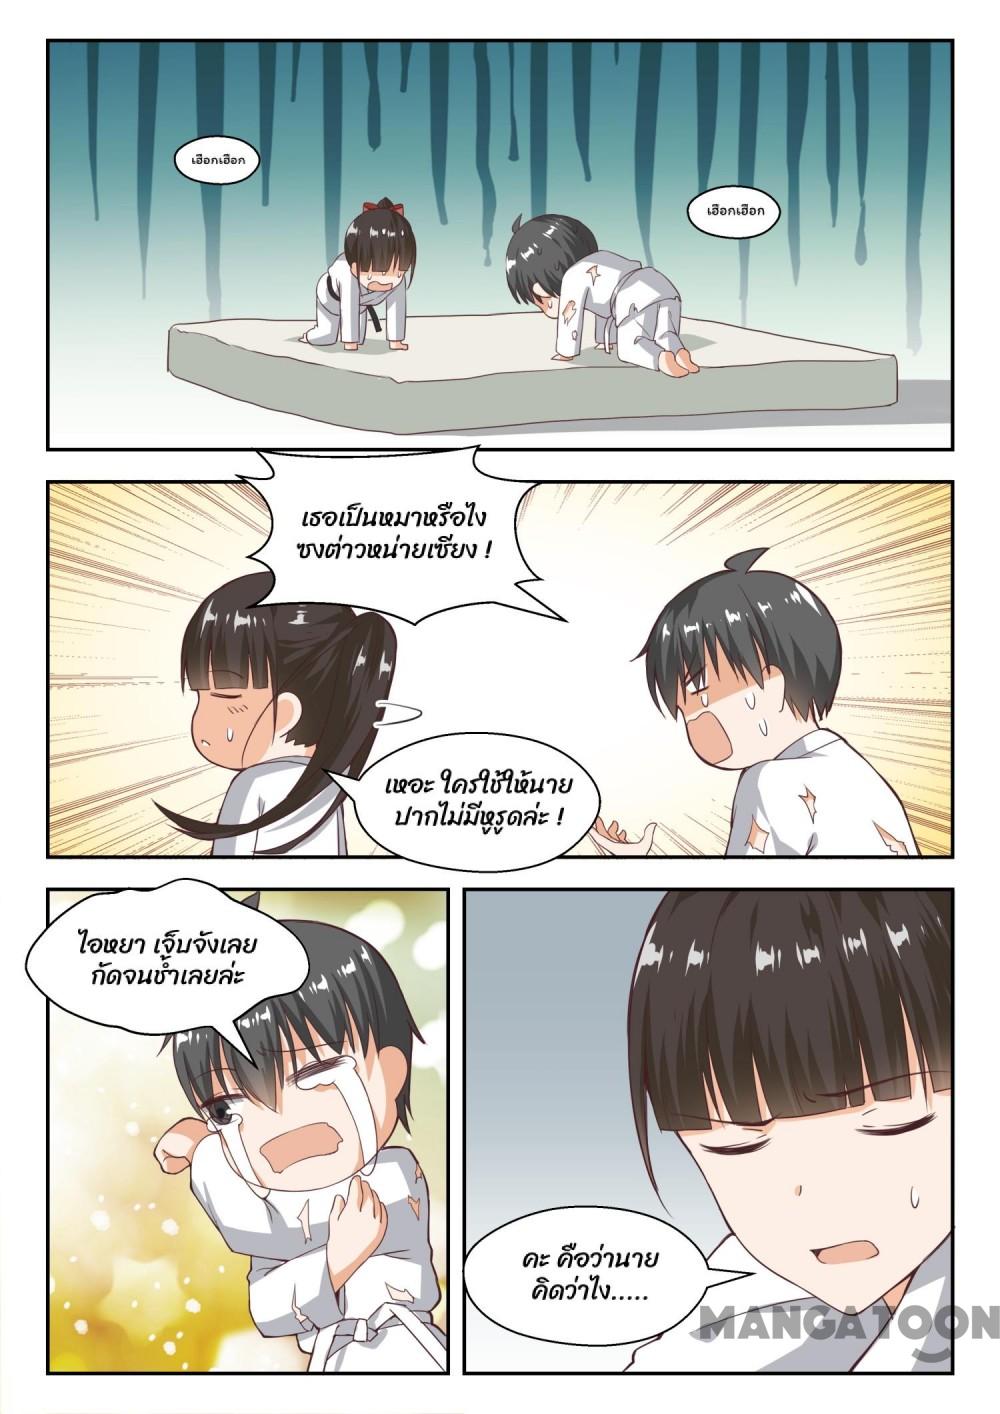 เฮือกเฮือก
เฮือกเฮือก
เธอเป็นหมาหรือไง
ซงต่าวหน่ายเซียง !
เหอะ ใครใช้ให้นาย
ปากไม่มีหูรูดล่ะ !
ไอหยา เจ็บจังเลย
กัดจนช้ำเลยล่ะ
คะ คือว่านาย
คิดว่าไง.....
MANGATOON